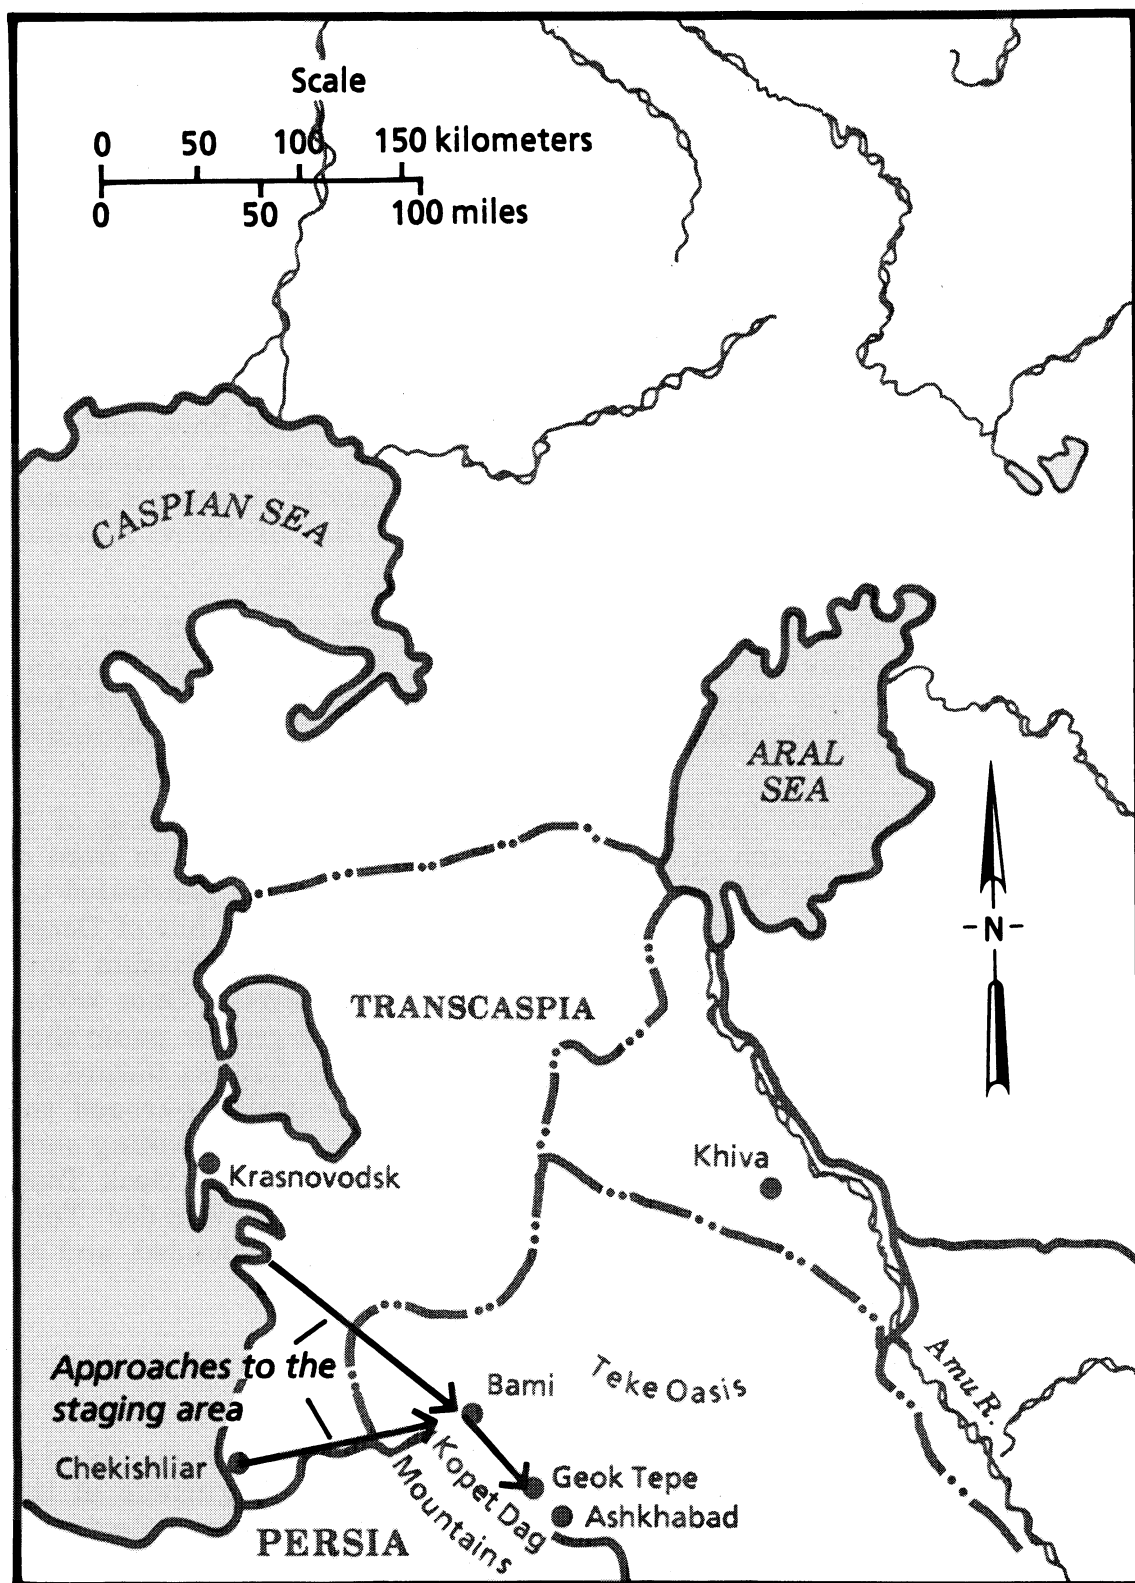 Scale
0 50 100 150 kilometers
0 50 100 miles
CASPIAN SEA
ARAL
SEA
-N-
TRANSCASPIA
Khiva
Krasnovodsk
Amu R.
Approaches to the
staging area
Bami
Teke Oasis
Chekishliar
Kopet Dag
Mountains
Geok Tepe
Ashkhabad
PERSIA